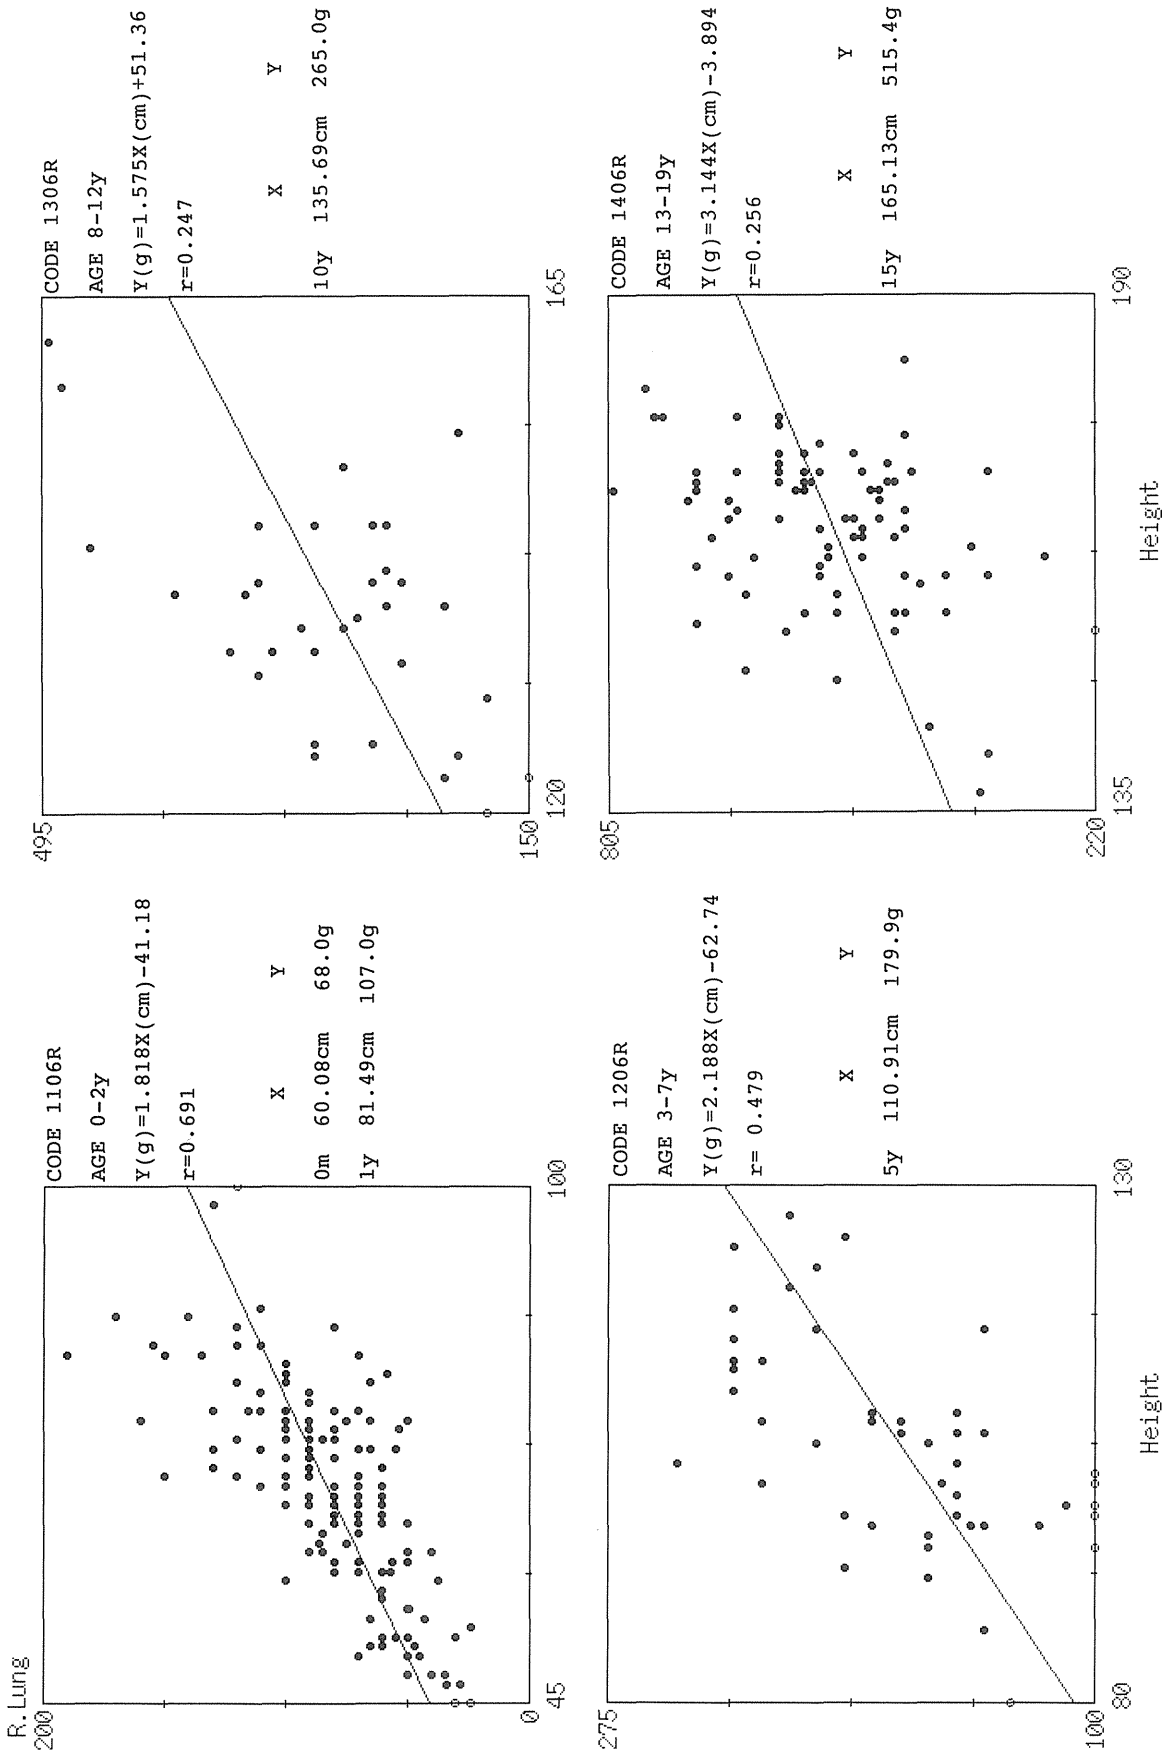 R.Lung
200
0
45
100
CODE 1106R
AGE 0-2y
Y(g)=1.818X(cm)-41.18
r=0.691
X Y
0m 60.08cm 68.0g
1y 81.49cm 107.0g
495
150
120
165
CODE 1306R
AGE 8-12y
Y(g)=1.575X(cm)+51.36
r=0.247
X Y
10y 135.69cm 265.0g
275
100
80
130
Height
CODE 1206R
AGE 3-7y
Y(g)=2.188X(cm)-62.74
r= 0.479
X Y
5y 110.91cm 179.9g
805
220
135
190
Height
CODE 1406R
AGE 13-19y
Y(g)=3.144X(cm)-3.894
r=0.256
X Y
15y 165.13cm 515.4g